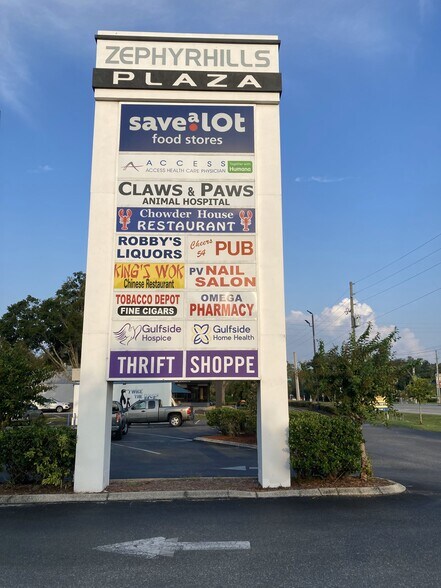 ZEPHYRHILLS
PLAZA
save a lot
food stores
ACCESS
ACCESS HEALTH CARE PHYSICIANS
Humana
CLAWS & PAWS
ANIMAL HOSPITAL
Chowder House
RESTAURANT
ROBBY'S
LIQUORS
Cheers
54 PUB
KING'S WOK
Chinese Restaurant
PV NAIL
SALON
TOBACCO DEPOT
FINE CIGARS
OMEGA
PHARMACY
Gulfside
Hospice
Gulfside
Home Health
THRIFT SHOPPE